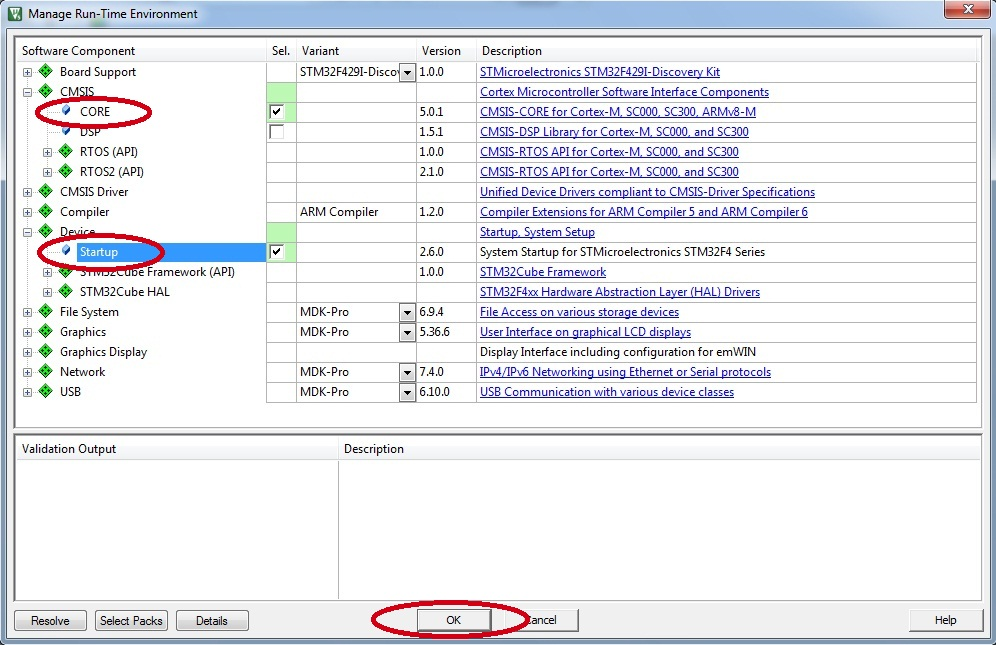 Manage Run-Time Environment
Software Component Sel. Variant Version Description
Board Support STM32F429I-Discov 1.0.0 STMicroelectronics STM32F429I-Discovery Kit
CMSIS Cortex Microcontroller Software Interface Components
CORE 5.0.1 CMSIS-CORE for Cortex-M, SC000, SC300, ARMv8-M
DSP 1.5.1 CMSIS-DSP Library for Cortex-M, SC000, and SC300
RTOS (API) 1.0.0 CMSIS-RTOS API for Cortex-M, SC000, and SC300
RTOS2 (API) 2.1.0 CMSIS-RTOS API for Cortex-M, SC000, and SC300
CMSIS Driver Unified Device Drivers compliant to CMSIS-Driver Specifications
Compiler ARM Compiler 1.2.0 Compiler Extensions for ARM Compiler 5 and ARM Compiler 6
Device Startup, System Setup
Startup 2.6.0 System Startup for STMicroelectronics STM32F4 Series
STM32Cube Framework (API) 1.0.0 STM32Cube Framework
STM32Cube HAL STM32F4xx Hardware Abstraction Layer (HAL) Drivers
File System MDK-Pro 6.9.4 File Access on various storage devices
Graphics MDK-Pro 5.36.6 User Interface on graphical LCD displays
Graphics Display Display Interface including configuration for emWIN
Network MDK-Pro 7.4.0 IPv4/IPv6 Networking using Ethernet or Serial protocols
USB MDK-Pro 6.10.0 USB Communication with various device classes
Validation Output Description
Resolve Select Packs Details OK Cancel Help